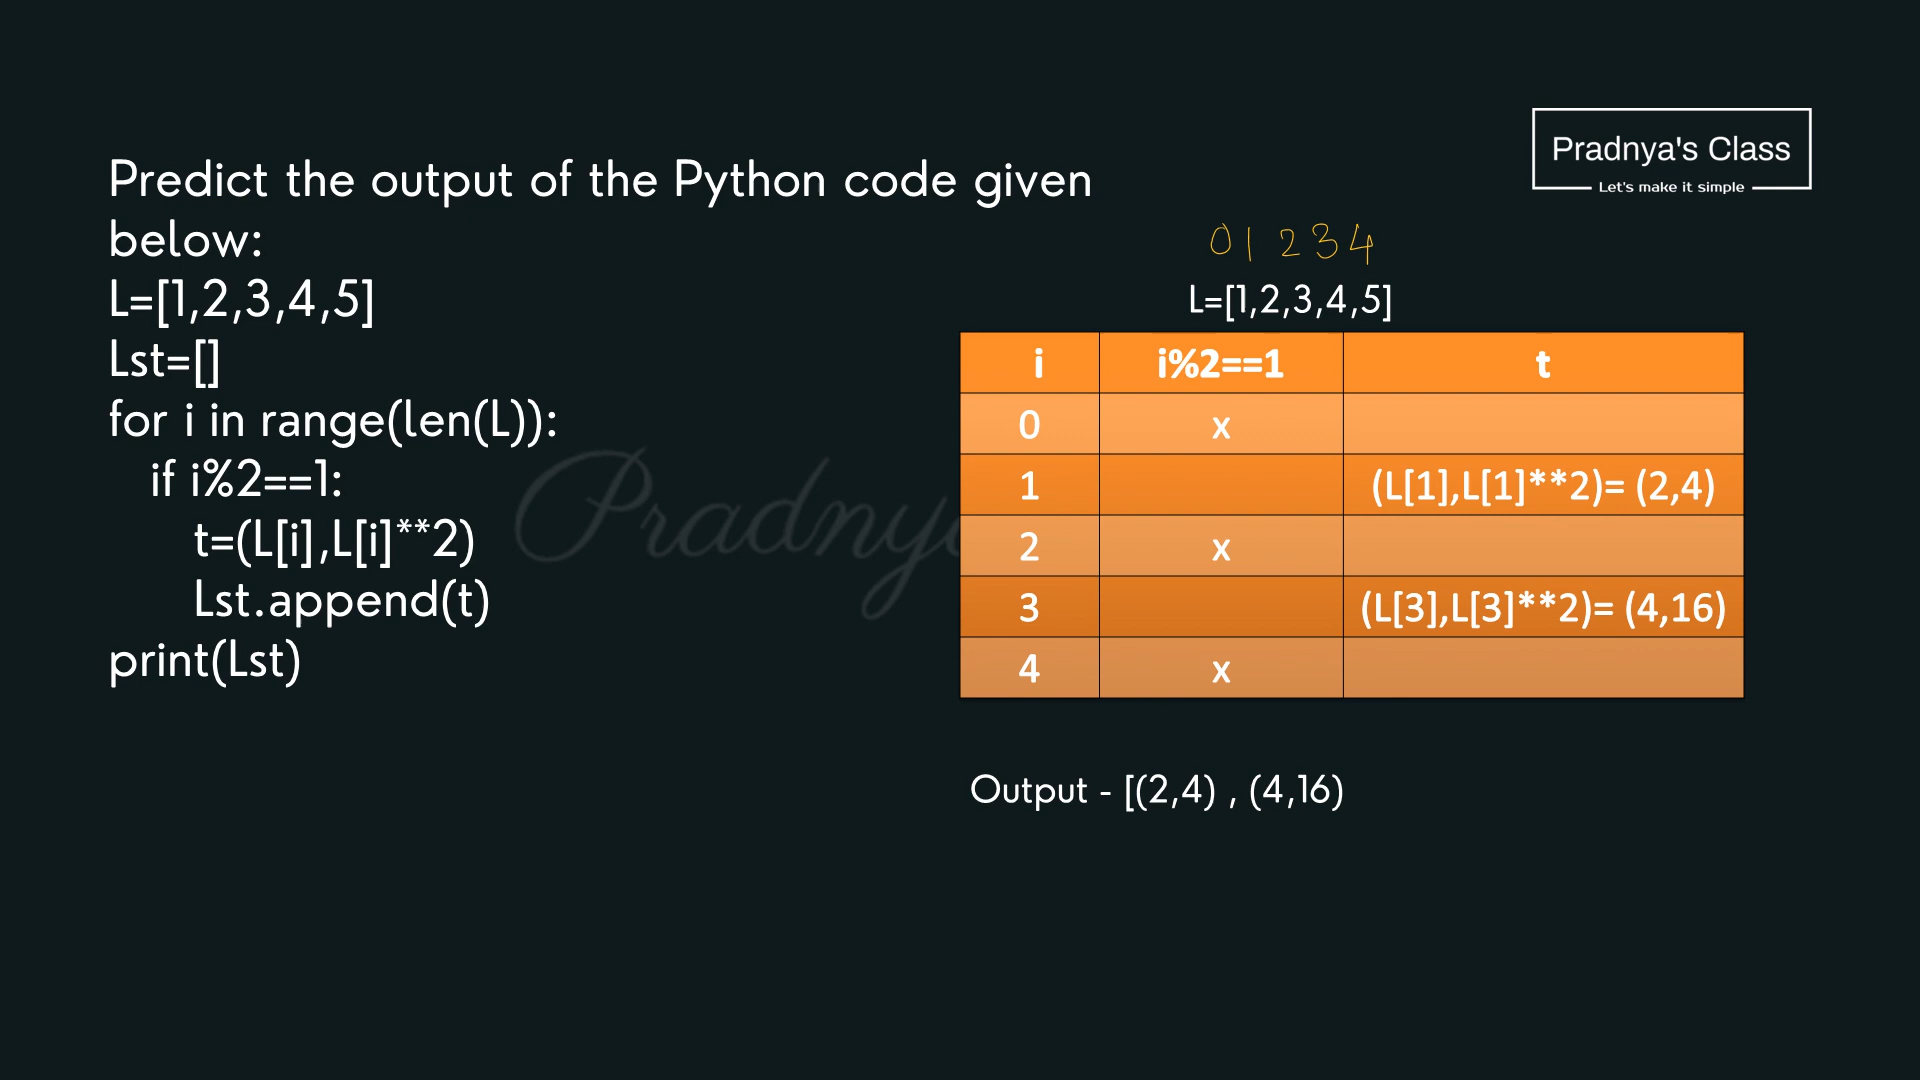 Pradnya's Class
Let's make it simple
Predict the output of the Python code given
below:
L=[1,2,3,4,5]
Lst=[]
for i in range(len(L)):
if i%2==1:
t=(L[i],L[i]**2)
Lst.append(t)
print(Lst)
0 1 2 3 4
L=[1,2,3,4,5]
i i%2==1 t
0 x
1 (L[1],L[1]**2)= (2,4)
2 x
3 (L[3],L[3]**2)= (4,16)
4 x
Output - [(2,4) , (4,16)